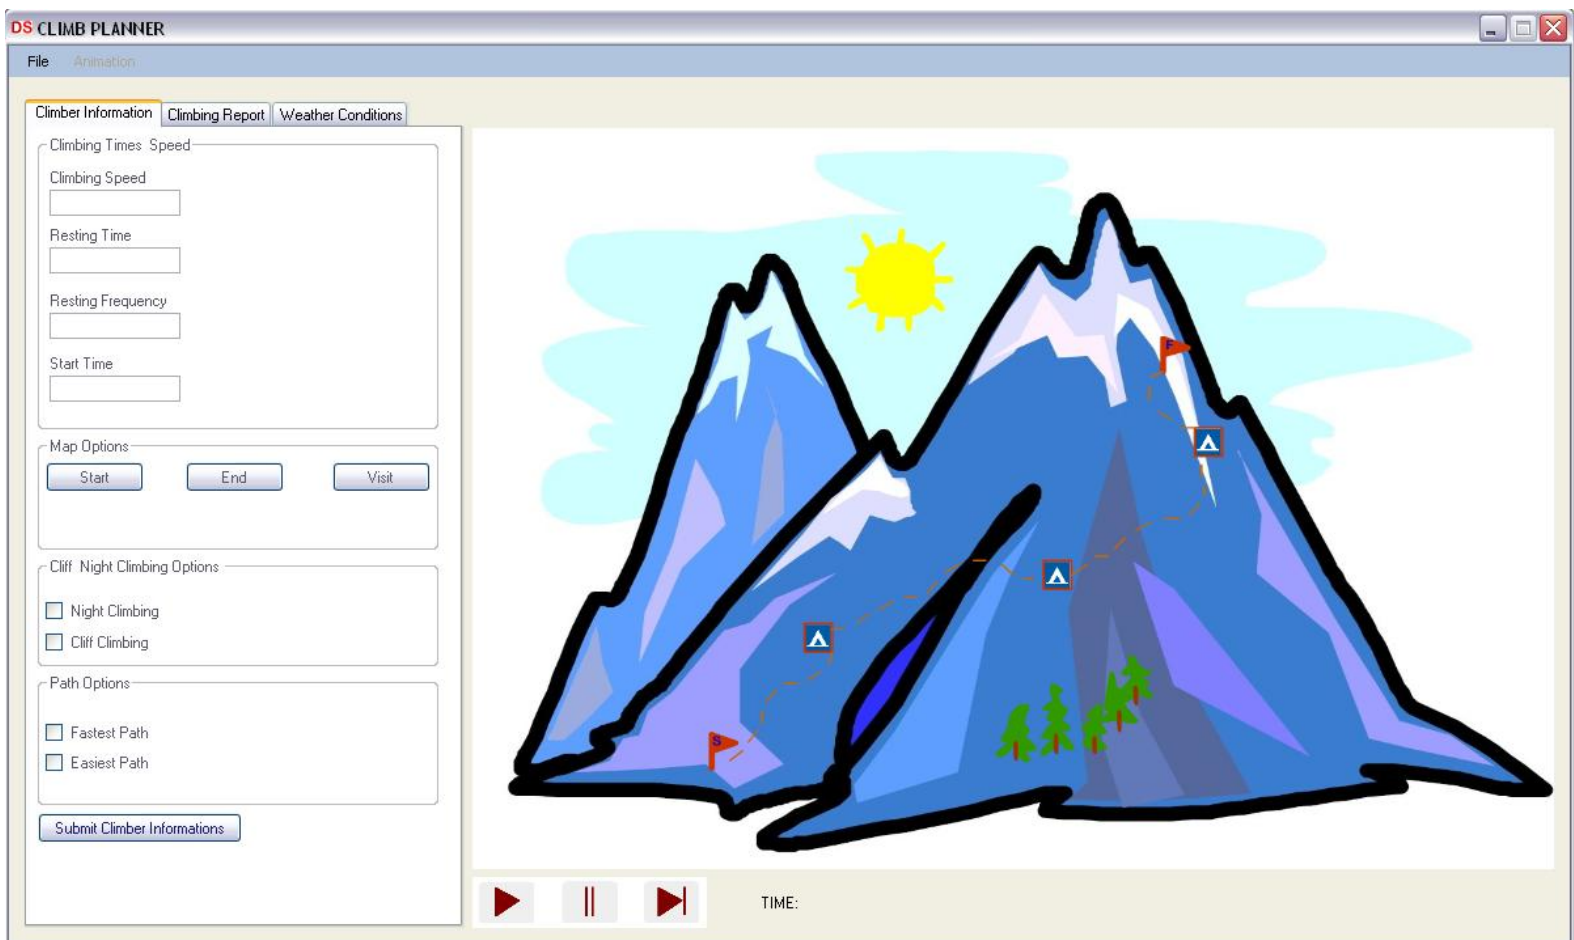 DS CLIMB PLANNER
File Animation
Climber Information Climbing Report Weather Conditions
Climbing Times Speed
Climbing Speed
Resting Time
Resting Frequency
Start Time
Map Options
Start End Visit
Cliff Night Climbing Options
Night Climbing
Cliff Climbing
Path Options
Fastest Path
Easiest Path
Submit Climber Informations
F
S
TIME: